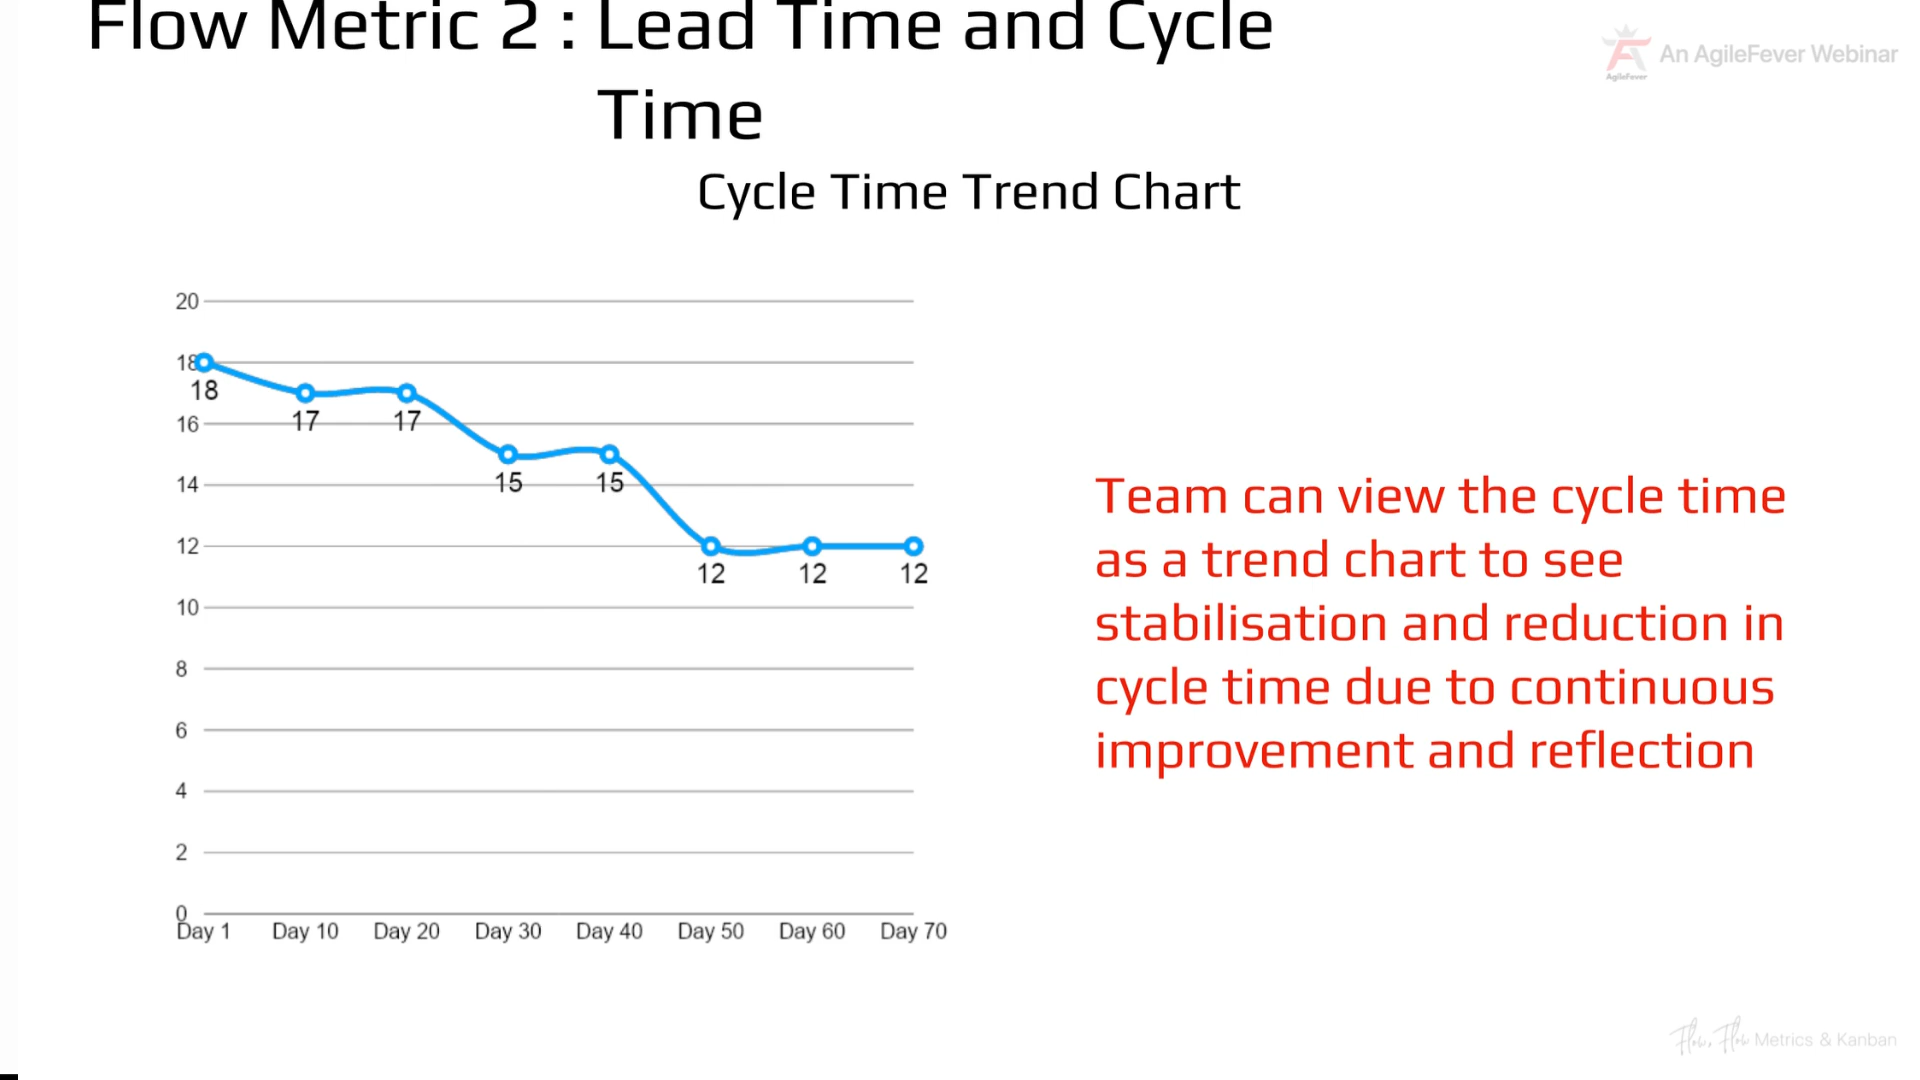 Flow Metric 2 : Lead Time and Cycle
Time
An AgileFever Webinar
AgileFever
Cycle Time Trend Chart
20
18
16
14
12
10
8
6
4
2
0
18
17
17
15
15
12
12
12
Day 1 Day 10 Day 20 Day 30 Day 40 Day 50 Day 60 Day 70
Team can view the cycle time
as a trend chart to see
stabilisation and reduction in
cycle time due to continuous
improvement and reflection
Flow, Flow Metrics & Kanban